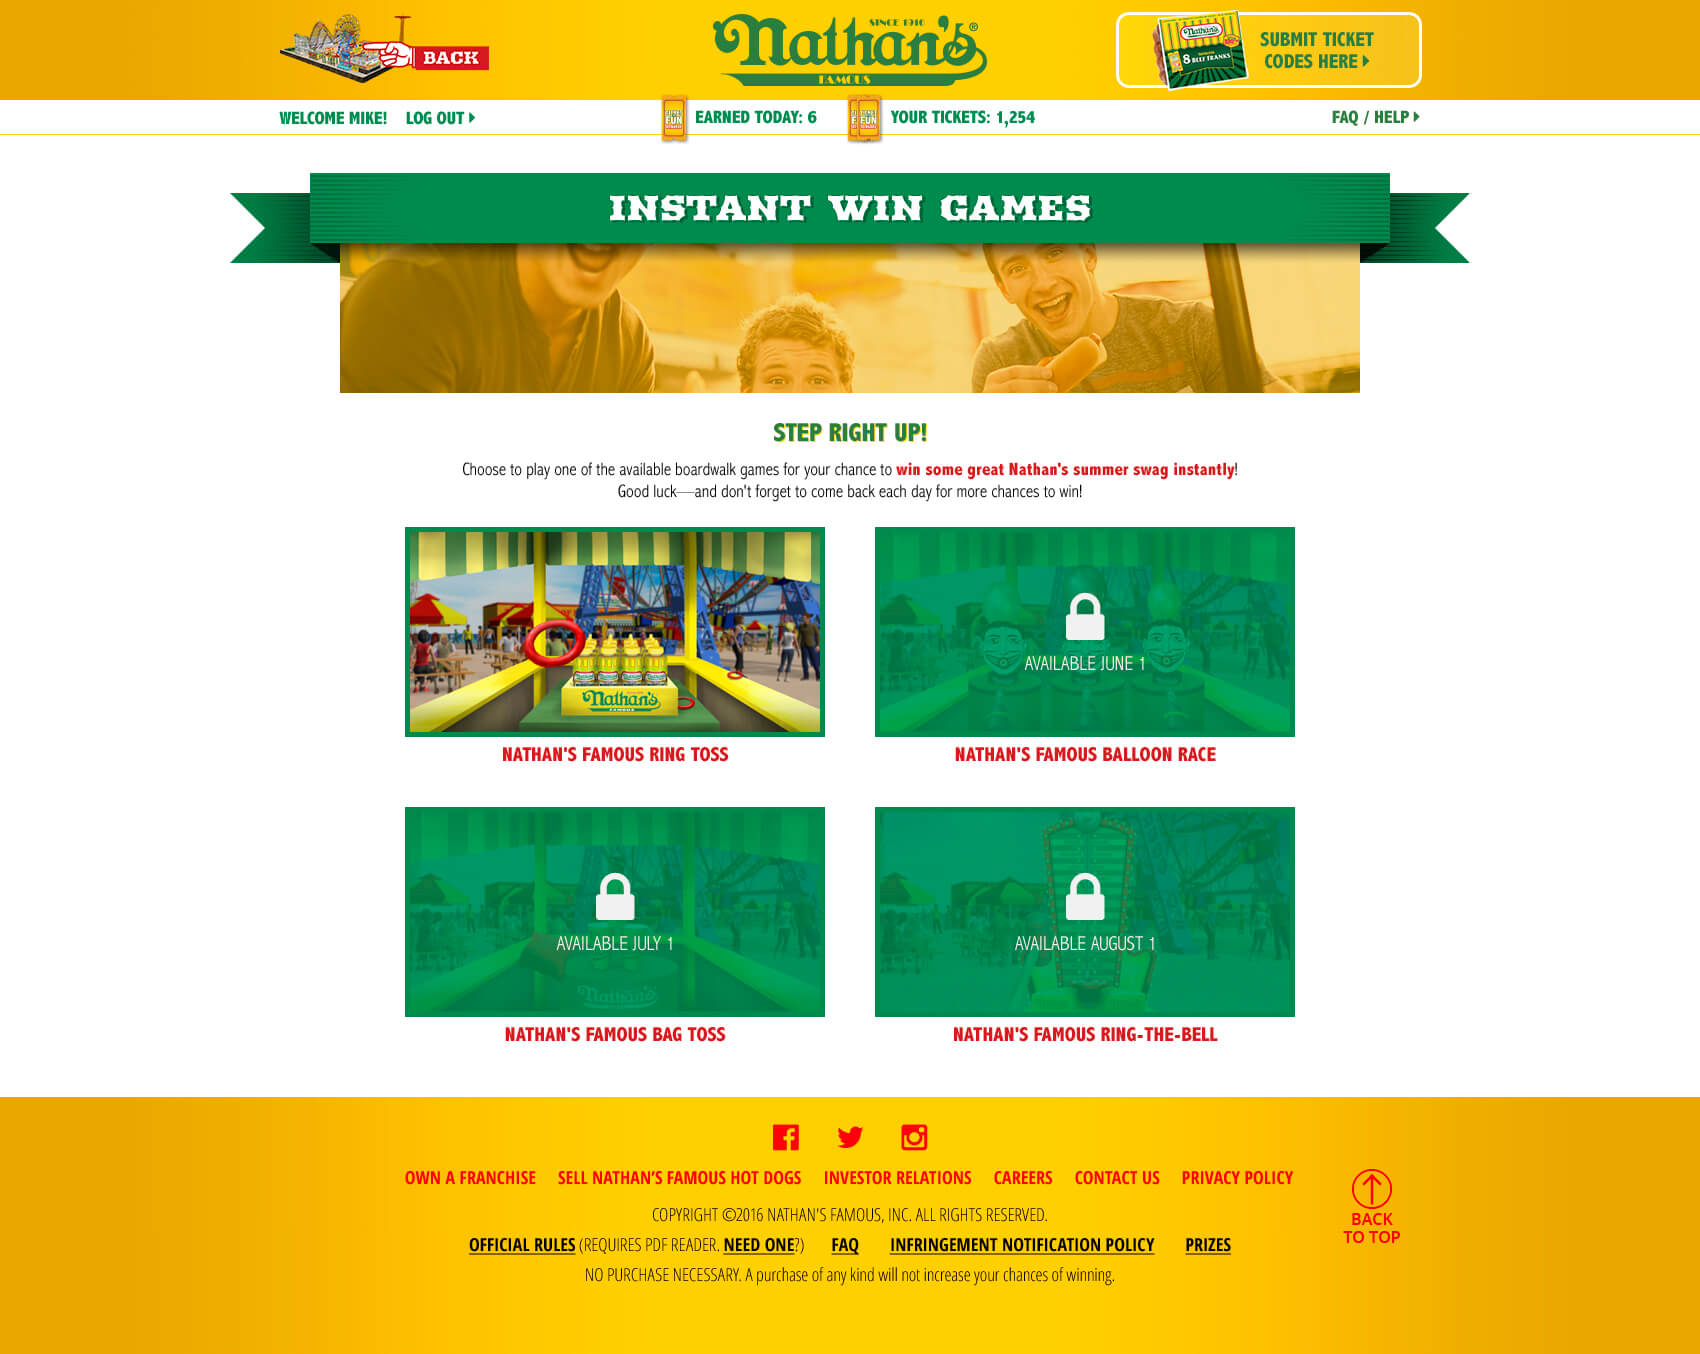 BACK
SINCE 1916
Nathan's®
FAMOUS
Nathan's
8 BEEF FRANKS
SUBMIT TICKET
CODES HERE
WELCOME MIKE! LOG OUT
FUN
EARNED TODAY: 6
FUN
YOUR TICKETS: 1,254
FAQ / HELP
INSTANT WIN GAMES
STEP RIGHT UP!
Choose to play one of the available boardwalk games for your chance to win some great Nathan's summer swag instantly!
Good luck—and don't forget to come back each day for more chances to win!
Nathan's
FAMOUS
AVAILABLE JUNE 1
NATHAN'S FAMOUS RING TOSS
NATHAN'S FAMOUS BALLOON RACE
AVAILABLE JULY 1
Nathan's
AVAILABLE AUGUST 1
NATHAN'S FAMOUS BAG TOSS
NATHAN'S FAMOUS RING-THE-BELL
OWN A FRANCHISE SELL NATHAN'S FAMOUS HOT DOGS INVESTOR RELATIONS CAREERS CONTACT US PRIVACY POLICY
COPYRIGHT ©2016 NATHAN'S FAMOUS, INC. ALL RIGHTS RESERVED.
OFFICIAL RULES (REQUIRES PDF READER. NEED ONE?) FAQ INFRINGEMENT NOTIFICATION POLICY PRIZES
NO PURCHASE NECESSARY. A purchase of any kind will not increase your chances of winning.
BACK
TO TOP